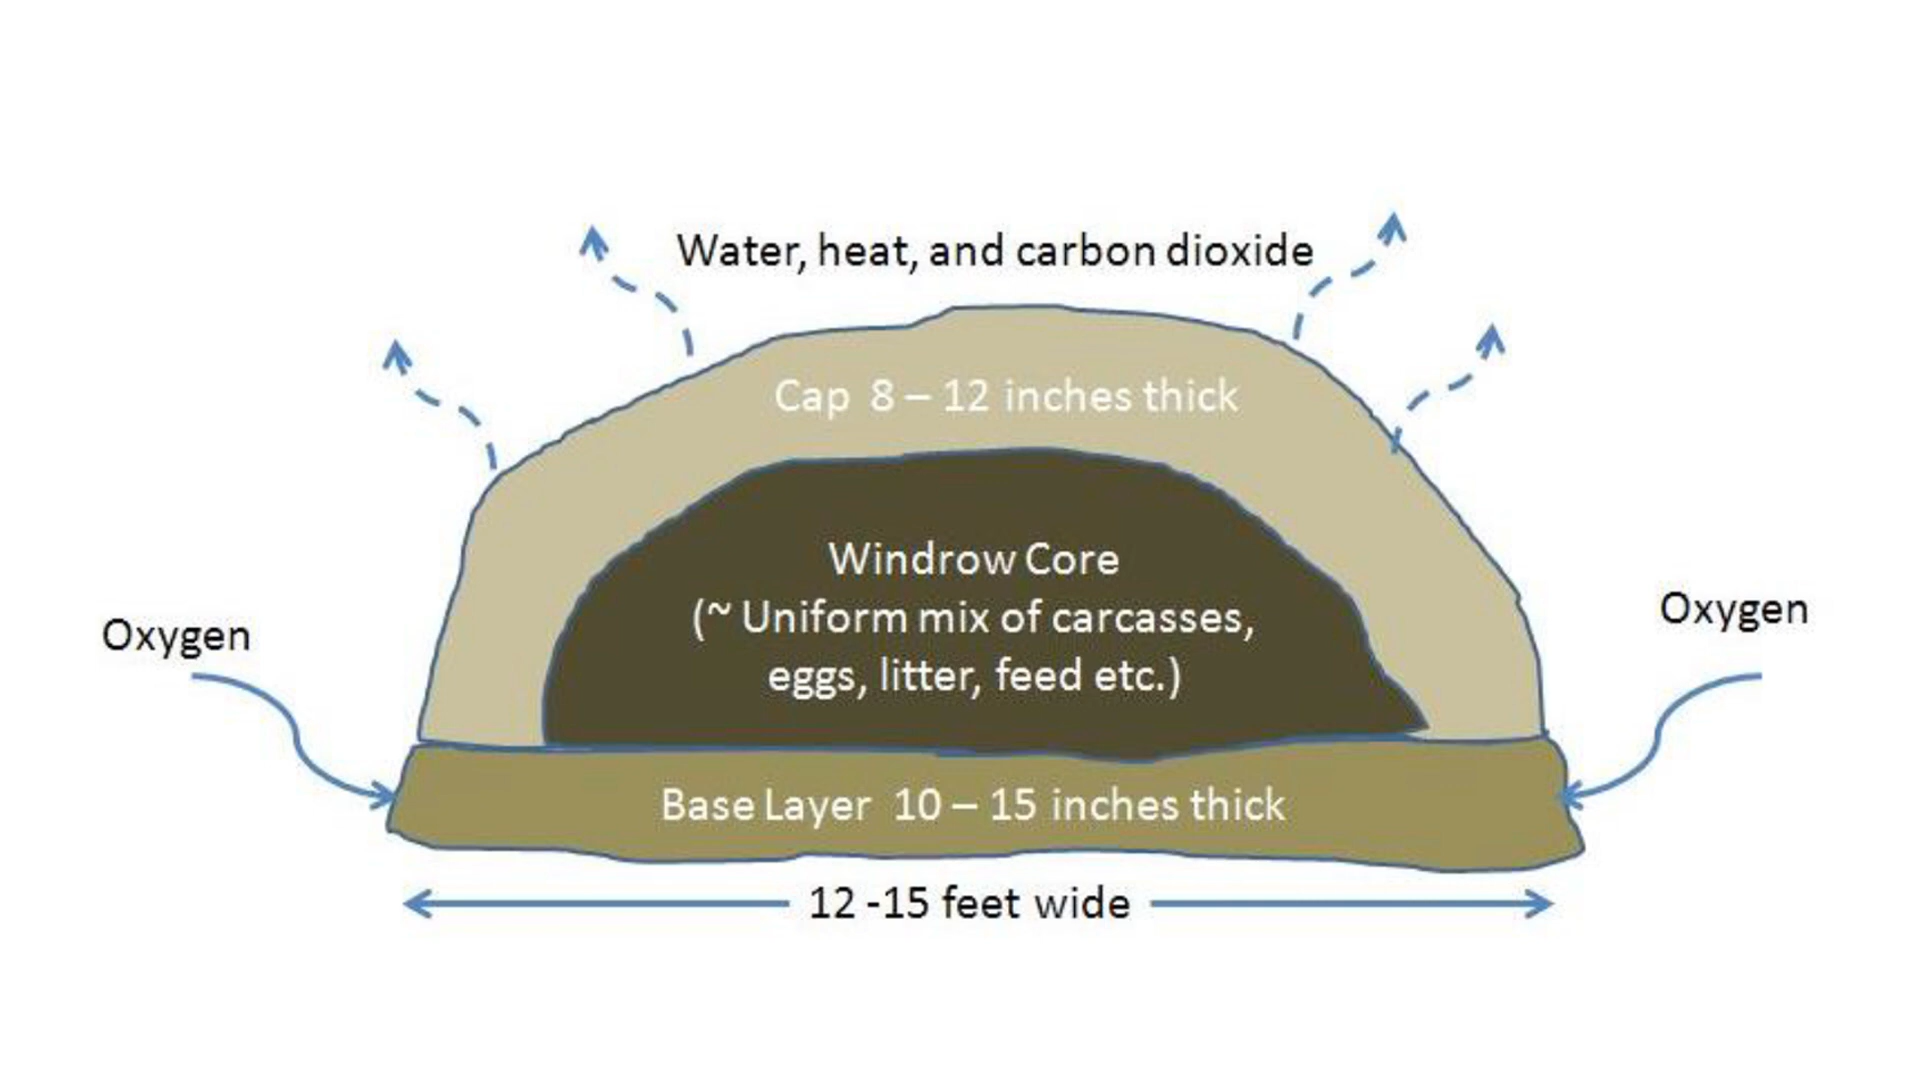 Water, heat, and carbon dioxide
Cap 8 – 12 inches thick
Windrow Core
(~ Uniform mix of carcasses,
eggs, litter, feed etc.)
Oxygen
Oxygen
Base Layer 10 – 15 inches thick
12 -15 feet wide